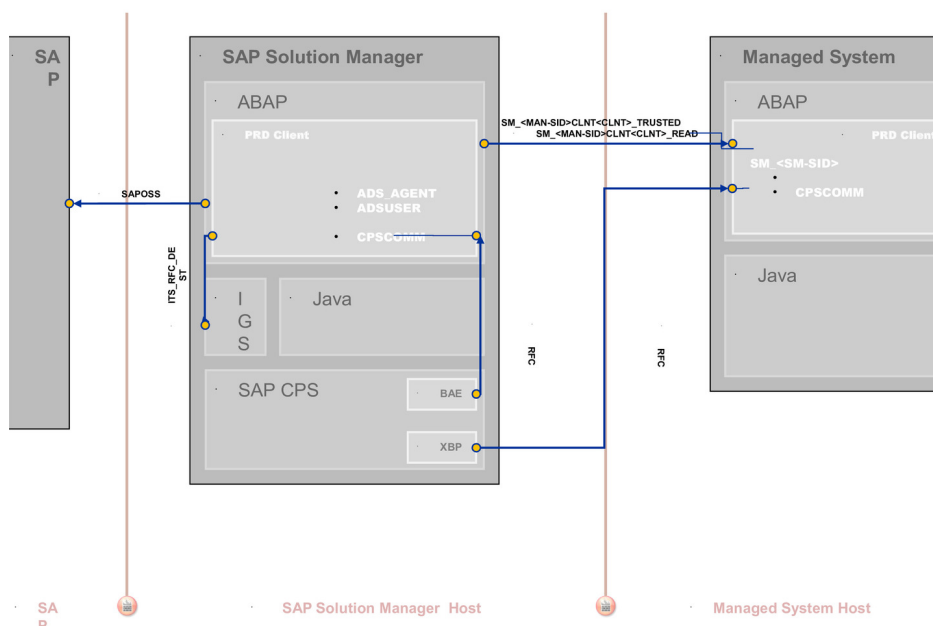 SA
P
SAP Solution Manager
ABAP
PRD Client
• ADS_AGENT
• ADSUSER
• CPSCOMM
I
G
S
Java
SAP CPS
BAE
XBP
SAPOSS
ITS_RFC_DE
ST
SM_<MAN-SID>CLNT<CLNT>_TRUSTED
SM_<MAN-SID>CLNT<CLNT>_READ
RFC
RFC
Managed System
ABAP
PRD Client
SM_<SM-SID>
•
• CPSCOMM
Java
SA
P
SAP Solution Manager Host
Managed System Host